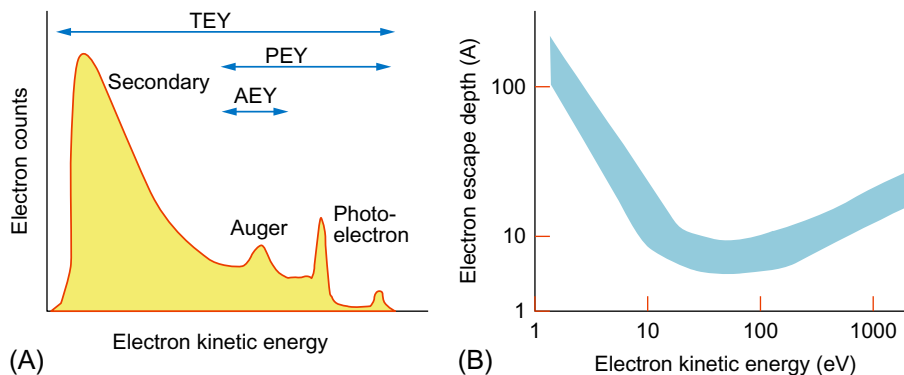 TEY
PEY
Secondary
AEY
Auger
Photo-
electron
Electron counts
Electron kinetic energy
(A)
Electron escape depth (A)
100
10
1
1
10
100
1000
Electron kinetic energy (eV)
(B)